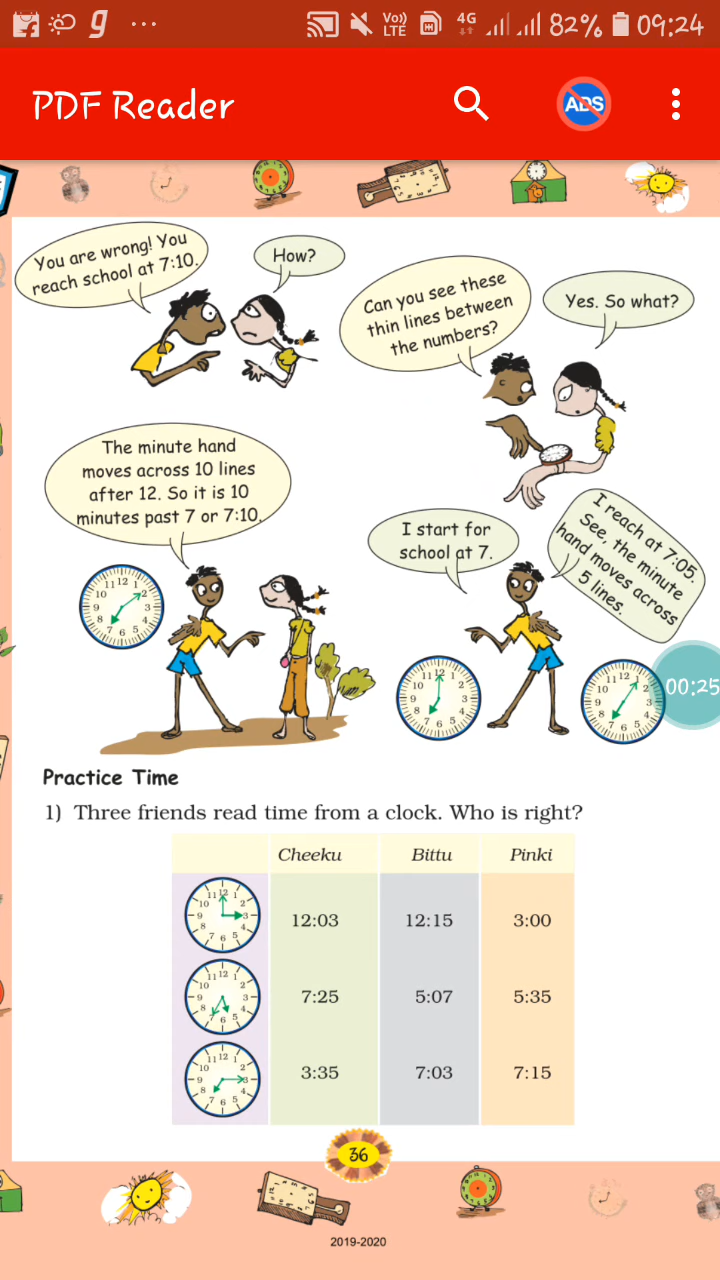 Vo)) LTE 4G 82% 09:24
PDF Reader
ADS
You are wrong! You
reach school at 7:10.
How?
Can you see these
thin lines between
the numbers?
Yes. So what?
The minute hand
moves across 10 lines
after 12. So it is 10
minutes past 7 or 7:10.
I start for
school at 7.
I reach at 7:05.
See, the minute
hand moves across
5 lines.
00:25
Practice Time
1) Three friends read time from a clock. Who is right?
Cheeku Bittu Pinki
12:03 12:15 3:00
7:25 5:07 5:35
3:35 7:03 7:15
36
2019-2020